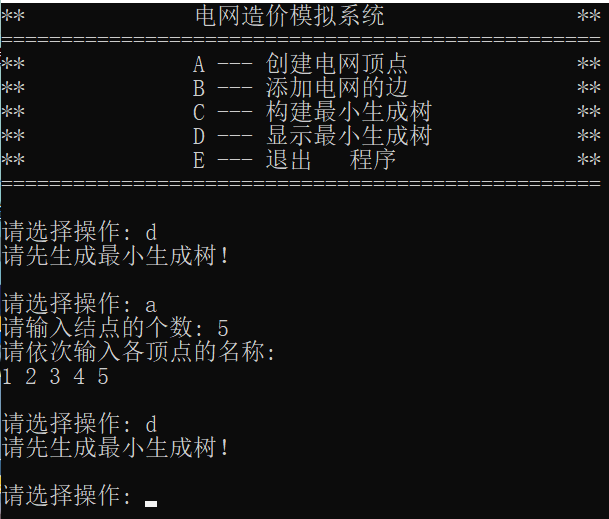 ** 电网造价模拟系统 **
==================================================
** A --- 创建电网顶点 **
** B --- 添加电网的边 **
** C --- 构建最小生成树 **
** D --- 显示最小生成树 **
** E --- 退出 程序 **
==================================================
请选择操作: d
请先生成最小生成树!
请选择操作: a
请输入结点的个数: 5
请依次输入各顶点的名称:
1 2 3 4 5
请选择操作: d
请先生成最小生成树!
请选择操作: